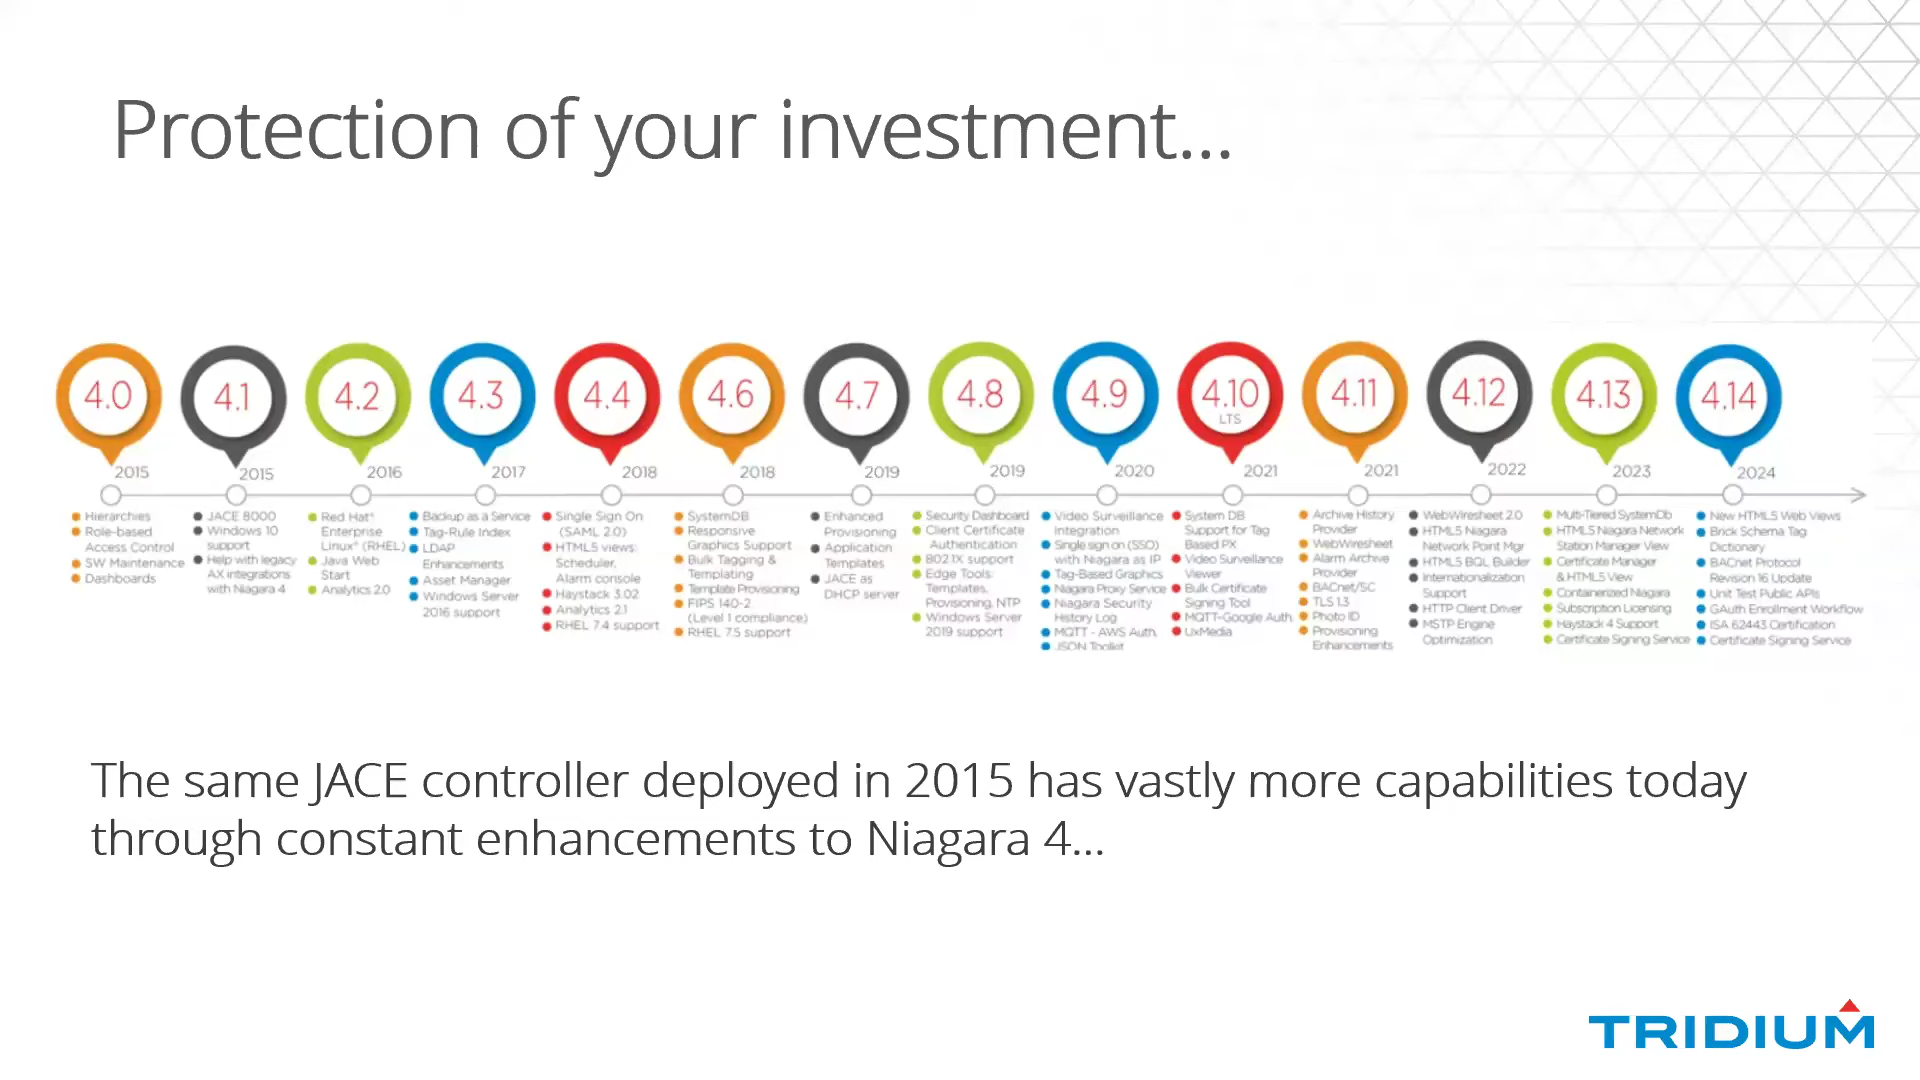 Protection of your investment...
4.0
2015
Hierarchies
Role-based
Access Control
SW Maintenance
Dashboards
4.1
2015
JACE 8000
Windows 10
support
Help with legacy
AX integrations
with Niagara 4
4.2
2016
Red Hat®
Enterprise
Linux® (RHEL)
Java Web
Start
Analytics 2.0
4.3
2017
Backup as a Service
Tag-Rule Index
LDAP
Enhancements
Asset Manager
Windows Server
2016 support
4.4
2018
Single Sign On
(SAML 2.0)
HTML5 views:
Scheduler,
Alarm console
Haystack 3.02
Analytics 2.1
RHEL 7.4 support
4.6
2018
SystemDB
Responsive
Graphics Support
Bulk Tagging &
Templating
Template Provisioning
FIPS 140-2
(Level 1 compliance)
RHEL 7.5 support
4.7
2019
Enhanced
Provisioning
Application
Templates
JACE as
DHCP server
4.8
2019
Security Dashboard
Client Certificate
Authentication
802.1X support
Edge Tools:
Templates,
Provisioning, NTP
Windows Server
2019 support
4.9
2020
Video Surveillance
Integration
Single sign on (SSO)
with Niagara as IP
Tag-Based Graphics
Niagara Proxy Service
Niagara Security
History Log
MQTT - AWS Auth.
JSON Toolkit
4.10
LTS
2021
System DB
Support for Tag
Based PX
Video Surveillance
Viewer
Bulk Certificate
Signing Tool
MQTT-Google Auth.
UxMedia
4.11
2021
Archive History
Provider
WebWiresheet
Alarm Archive
Provider
BACnet/SC
TLS 1.3
Photo ID
Provisioning
Enhancements
4.12
2022
WebWiresheet 2.0
HTML5 Niagara
Network Point Mgr
HTML5 BQL Builder
Internationalization
Support
HTTP Client Driver
MSTP Engine
Optimization
4.13
2023
Multi-Tiered SystemDb
HTML5 Niagara Network
Station Manager View
Certificate Manager
& HTML5 View
Containerized Niagara
Subscription Licensing
Haystack 4 Support
Certificate Signing Service
4.14
2024
New HTML5 Web Views
Brick Schema Tag
Dictionary
BACnet Protocol
Revision 16 Update
Unit Test Public APIs
GAuth Enrollment Workflow
ISA 62443 Certification
Certificate Signing Service
The same JACE controller deployed in 2015 has vastly more capabilities today
through constant enhancements to Niagara 4...
TRIDIUM